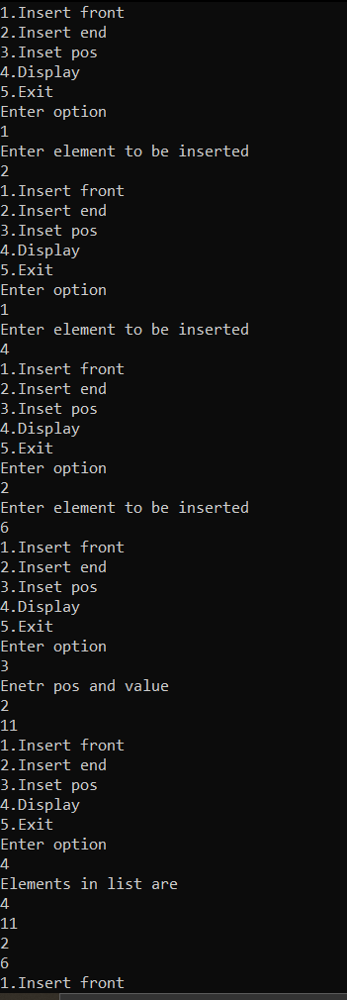 1.Insert front
2.Insert end
3.Inset pos
4.Display
5.Exit
Enter option
1
Enter element to be inserted
2
1.Insert front
2.Insert end
3.Inset pos
4.Display
5.Exit
Enter option
1
Enter element to be inserted
4
1.Insert front
2.Insert end
3.Inset pos
4.Display
5.Exit
Enter option
2
Enter element to be inserted
6
1.Insert front
2.Insert end
3.Inset pos
4.Display
5.Exit
Enter option
3
Enetr pos and value
2
11
1.Insert front
2.Insert end
3.Inset pos
4.Display
5.Exit
Enter option
4
Elements in list are
4
11
2
6
1.Insert front